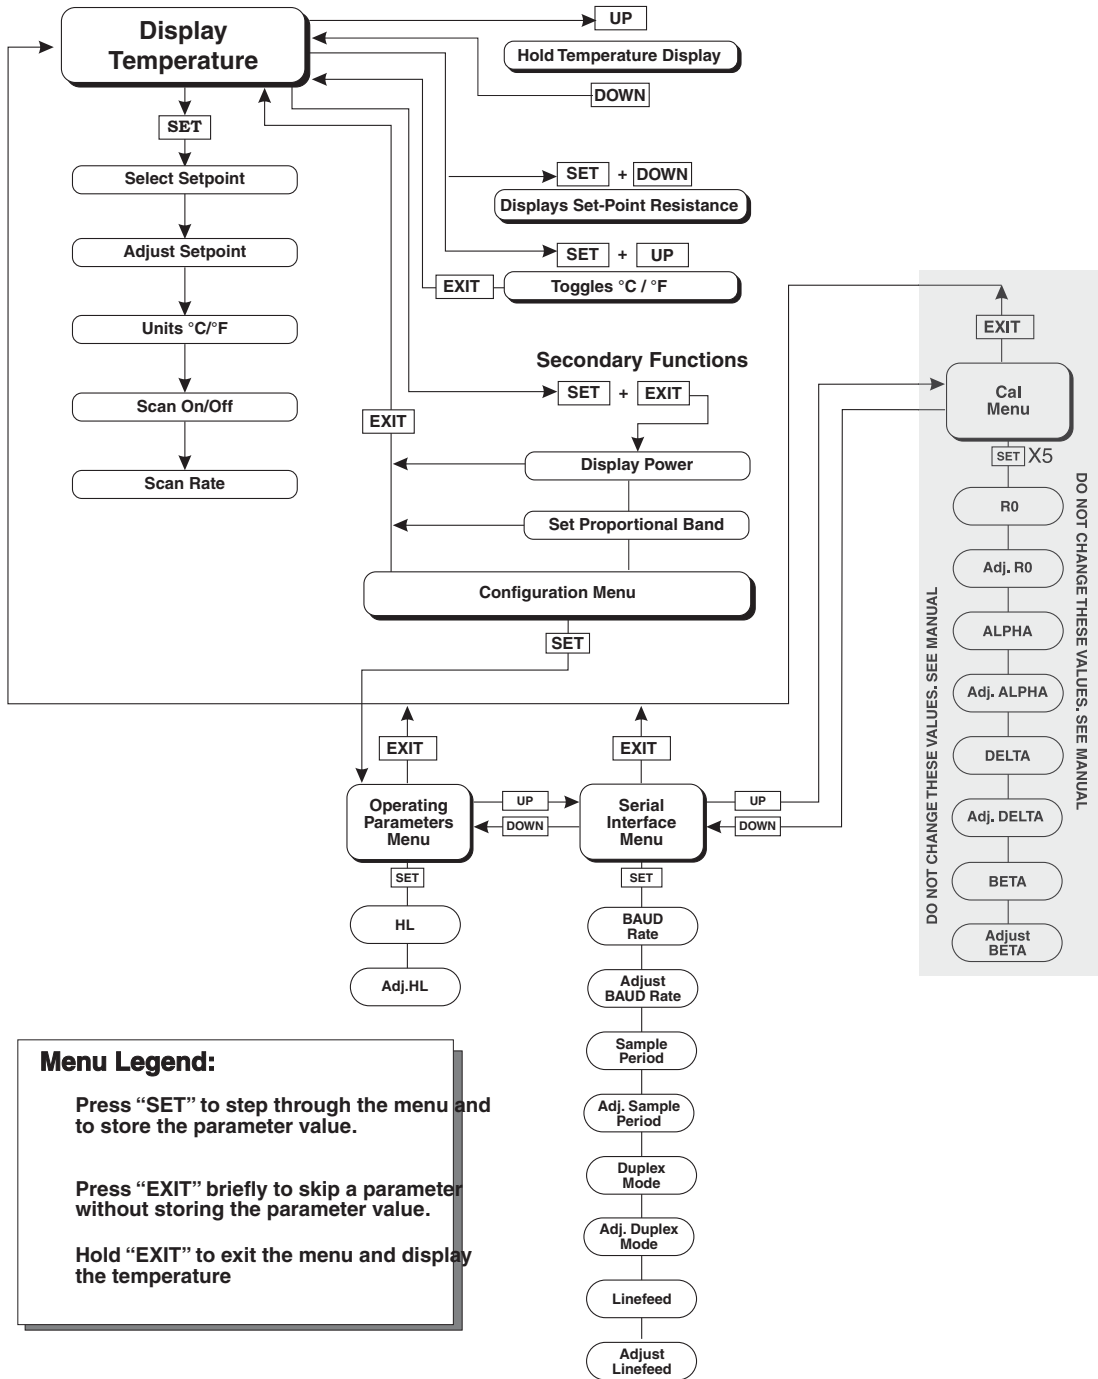 Display
Temperature
UP
Hold Temperature Display
DOWN
SET
Select Setpoint
Adjust Setpoint
Units °C/°F
Scan On/Off
Scan Rate
SET + DOWN
Displays Set-Point Resistance
SET + UP
EXIT
Toggles °C / °F
Secondary Functions
SET + EXIT
EXIT
Display Power
Set Proportional Band
Configuration Menu
SET
EXIT
Operating
Parameters
Menu
UP
DOWN
SET
HL
Adj.HL
EXIT
Serial
Interface
Menu
UP
DOWN
SET
BAUD
Rate
Adjust
BAUD Rate
Sample
Period
Adj. Sample
Period
Duplex
Mode
Adj. Duplex
Mode
Linefeed
Adjust
Linefeed
EXIT
Cal
Menu
SET X5
R0
Adj. R0
ALPHA
Adj. ALPHA
DELTA
Adj. DELTA
BETA
Adjust
BETA
DO NOT CHANGE THESE VALUES. SEE MANUAL
DO NOT CHANGE THESE VALUES. SEE MANUAL
Menu Legend:
Press “SET” to step through the menu and
to store the parameter value.
Press “EXIT” briefly to skip a parameter
without storing the parameter value.
Hold “EXIT” to exit the menu and display
the temperature